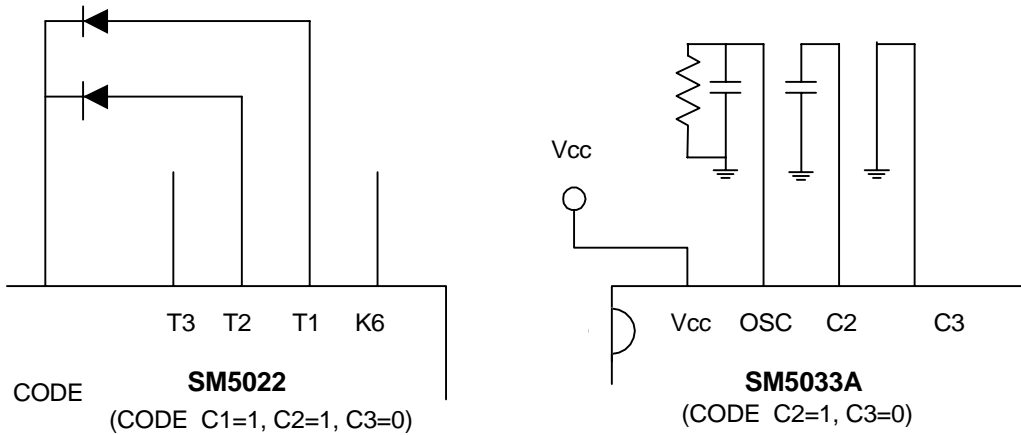 T3 T2 T1 K6
CODE
SM5022
(CODE C1=1, C2=1, C3=0)
Vcc
Vcc OSC C2 C3
SM5033A
(CODE C2=1, C3=0)